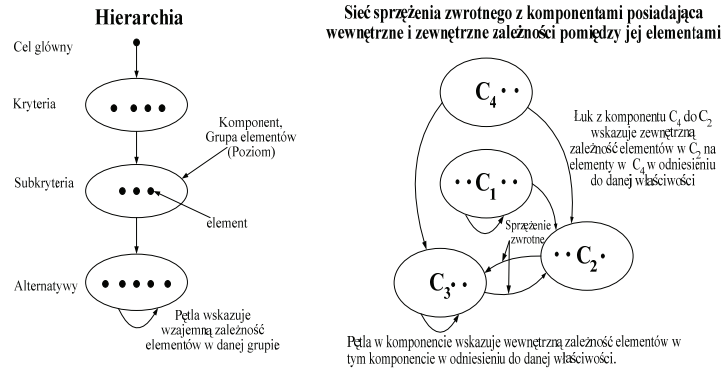 Hierarchia
Cel główny
Kryteria
Komponent,
Grupa elementów
(Poziom)
Subkryteria
element
Alternatywy
Pętla wskazuje
wzajemną zależność
elementów w danej grupie
Sieć sprzężenia zwrotnego z komponentami posiadająca
wewnętrzne i zewnętrzne zależności pomiędzy jej elementami
C4
Łuk z komponentu C4 do C2
wskazuje zewnętrzną
zależność elementów w C2 na
elementy w C4 w odniesieniu
do danej właściwości
C1
Sprzężenie
zwrotne
C2
C3
Pętla w komponencie wskazuje wewnętrzną zależność elementów w
tym komponencie w odniesieniu do danej właściwości.